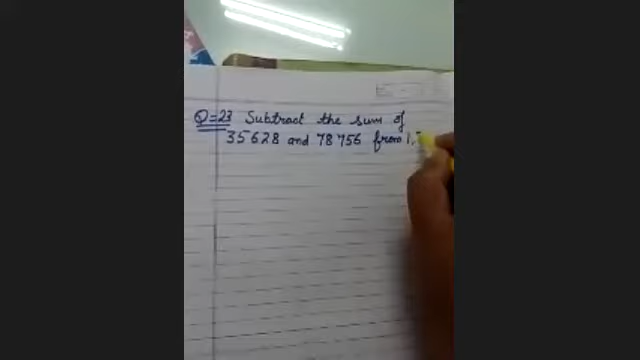 Q=23 Subtract the sum of
35628 and 78756 from 1,